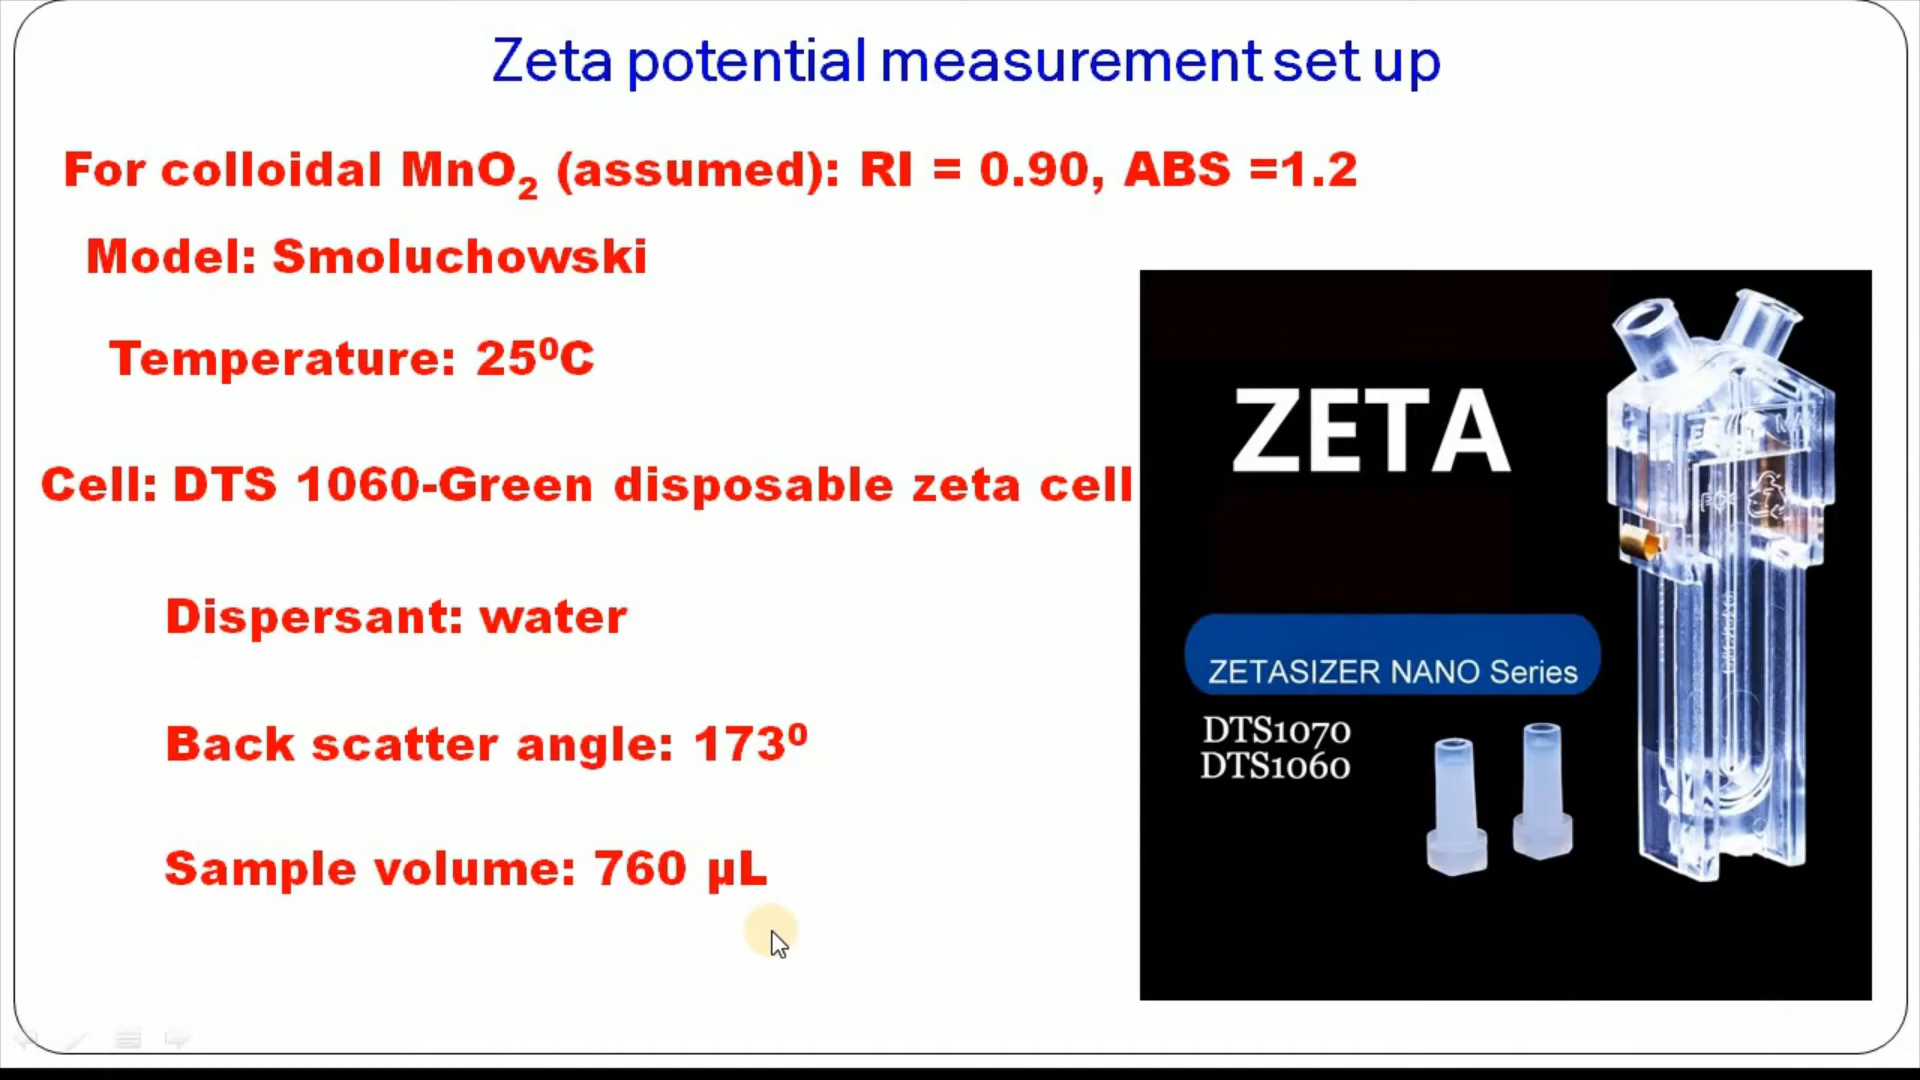 Zeta potential measurement set up
For colloidal MnO₂ (assumed): RI = 0.90, ABS =1.2
Model: Smoluchowski
Temperature: 25⁰C
Cell: DTS 1060-Green disposable zeta cell
Dispersant: water
Back scatter angle: 173⁰
Sample volume: 760 µL
ZETA
ZETASIZER NANO Series
DTS1070
DTS1060